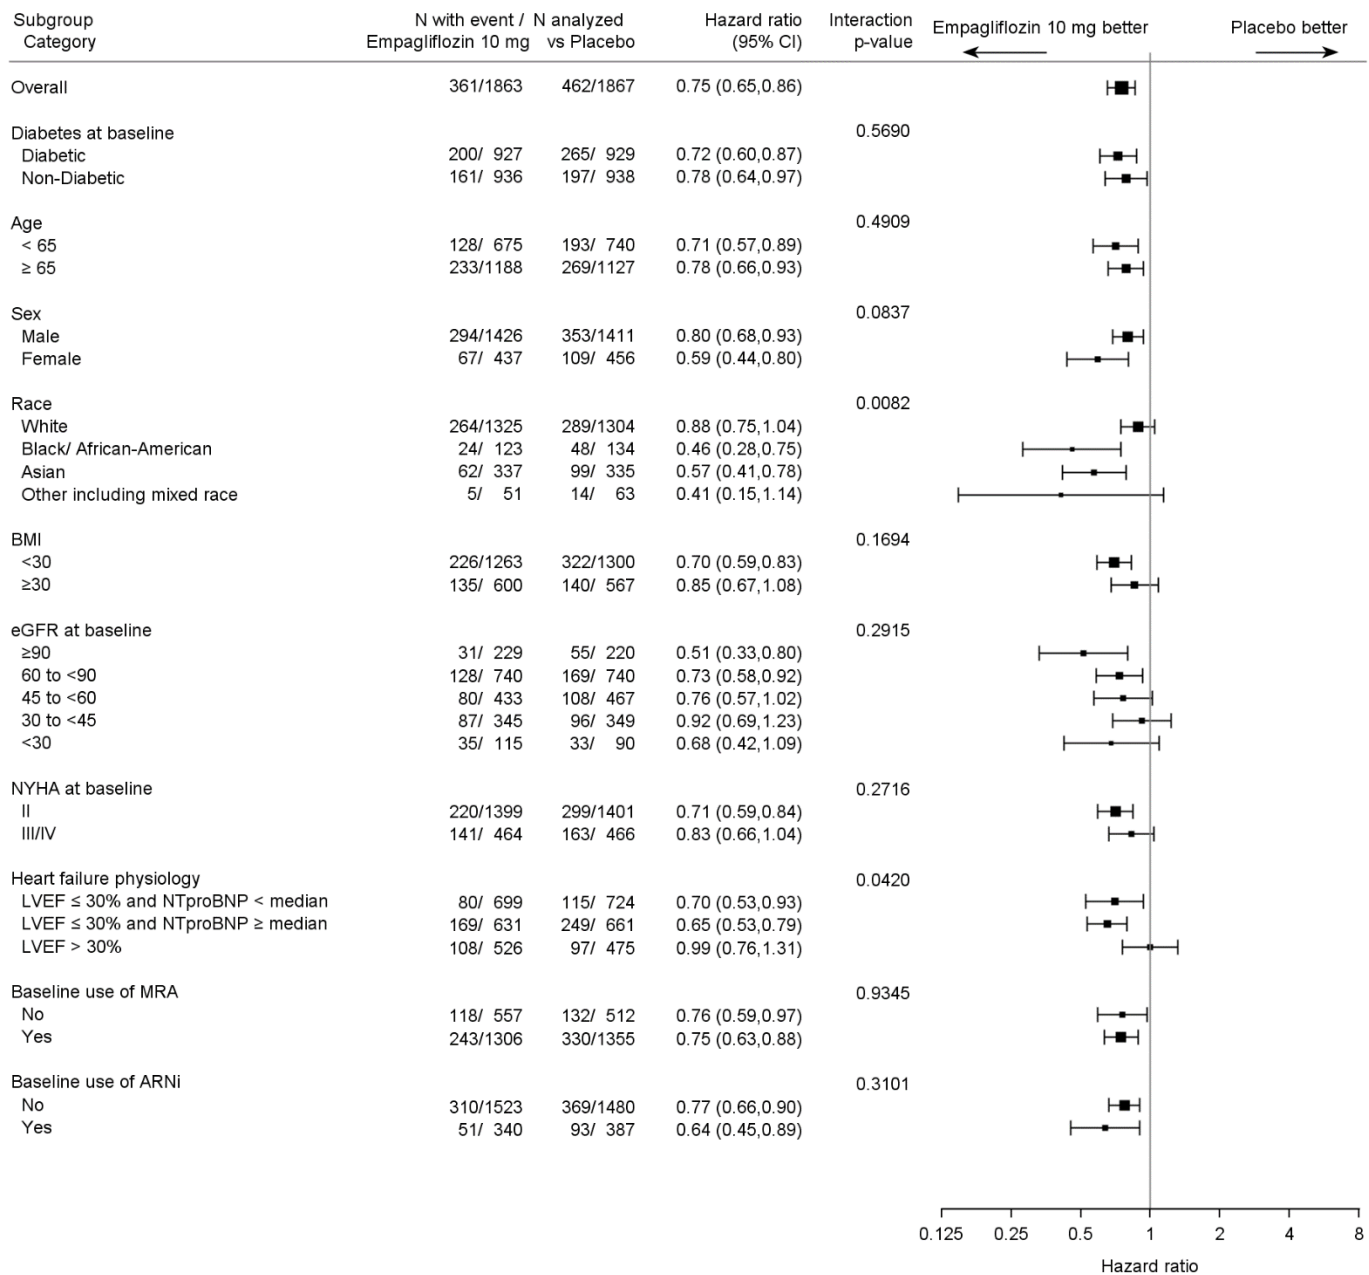 Subgroup N with event / N analyzed Hazard ratio Interaction
Category Empagliflozin 10 mg vs Placebo (95% CI) p-value Empagliflozin 10 mg better Placebo better
Overall 361/1863 462/1867 0.75 (0.65,0.86)
Diabetes at baseline 0.5690
Diabetic 200/ 927 265/ 929 0.72 (0.60,0.87)
Non-Diabetic 161/ 936 197/ 938 0.78 (0.64,0.97)
Age 0.4909
< 65 128/ 675 193/ 740 0.71 (0.57,0.89)
≥ 65 233/1188 269/1127 0.78 (0.66,0.93)
Sex 0.0837
Male 294/1426 353/1411 0.80 (0.68,0.93)
Female 67/ 437 109/ 456 0.59 (0.44,0.80)
Race 0.0082
White 264/1325 289/1304 0.88 (0.75,1.04)
Black/ African-American 24/ 123 48/ 134 0.46 (0.28,0.75)
Asian 62/ 337 99/ 335 0.57 (0.41,0.78)
Other including mixed race 5/ 51 14/ 63 0.41 (0.15,1.14)
BMI 0.1694
<30 226/1263 322/1300 0.70 (0.59,0.83)
≥30 135/ 600 140/ 567 0.85 (0.67,1.08)
eGFR at baseline 0.2915
≥90 31/ 229 55/ 220 0.51 (0.33,0.80)
60 to <90 128/ 740 169/ 740 0.73 (0.58,0.92)
45 to <60 80/ 433 108/ 467 0.76 (0.57,1.02)
30 to <45 87/ 345 96/ 349 0.92 (0.69,1.23)
<30 35/ 115 33/ 90 0.68 (0.42,1.09)
NYHA at baseline 0.2716
II 220/1399 299/1401 0.71 (0.59,0.84)
III/IV 141/ 464 163/ 466 0.83 (0.66,1.04)
Heart failure physiology 0.0420
LVEF ≤ 30% and NTproBNP < median 80/ 699 115/ 724 0.70 (0.53,0.93)
LVEF ≤ 30% and NTproBNP ≥ median 169/ 631 249/ 661 0.65 (0.53,0.79)
LVEF > 30% 108/ 526 97/ 475 0.99 (0.76,1.31)
Baseline use of MRA 0.9345
No 118/ 557 132/ 512 0.76 (0.59,0.97)
Yes 243/1306 330/1355 0.75 (0.63,0.88)
Baseline use of ARNi 0.3101
No 310/1523 369/1480 0.77 (0.66,0.90)
Yes 51/ 340 93/ 387 0.64 (0.45,0.89)
0.125 0.25 0.5 1 2 4 8
Hazard ratio